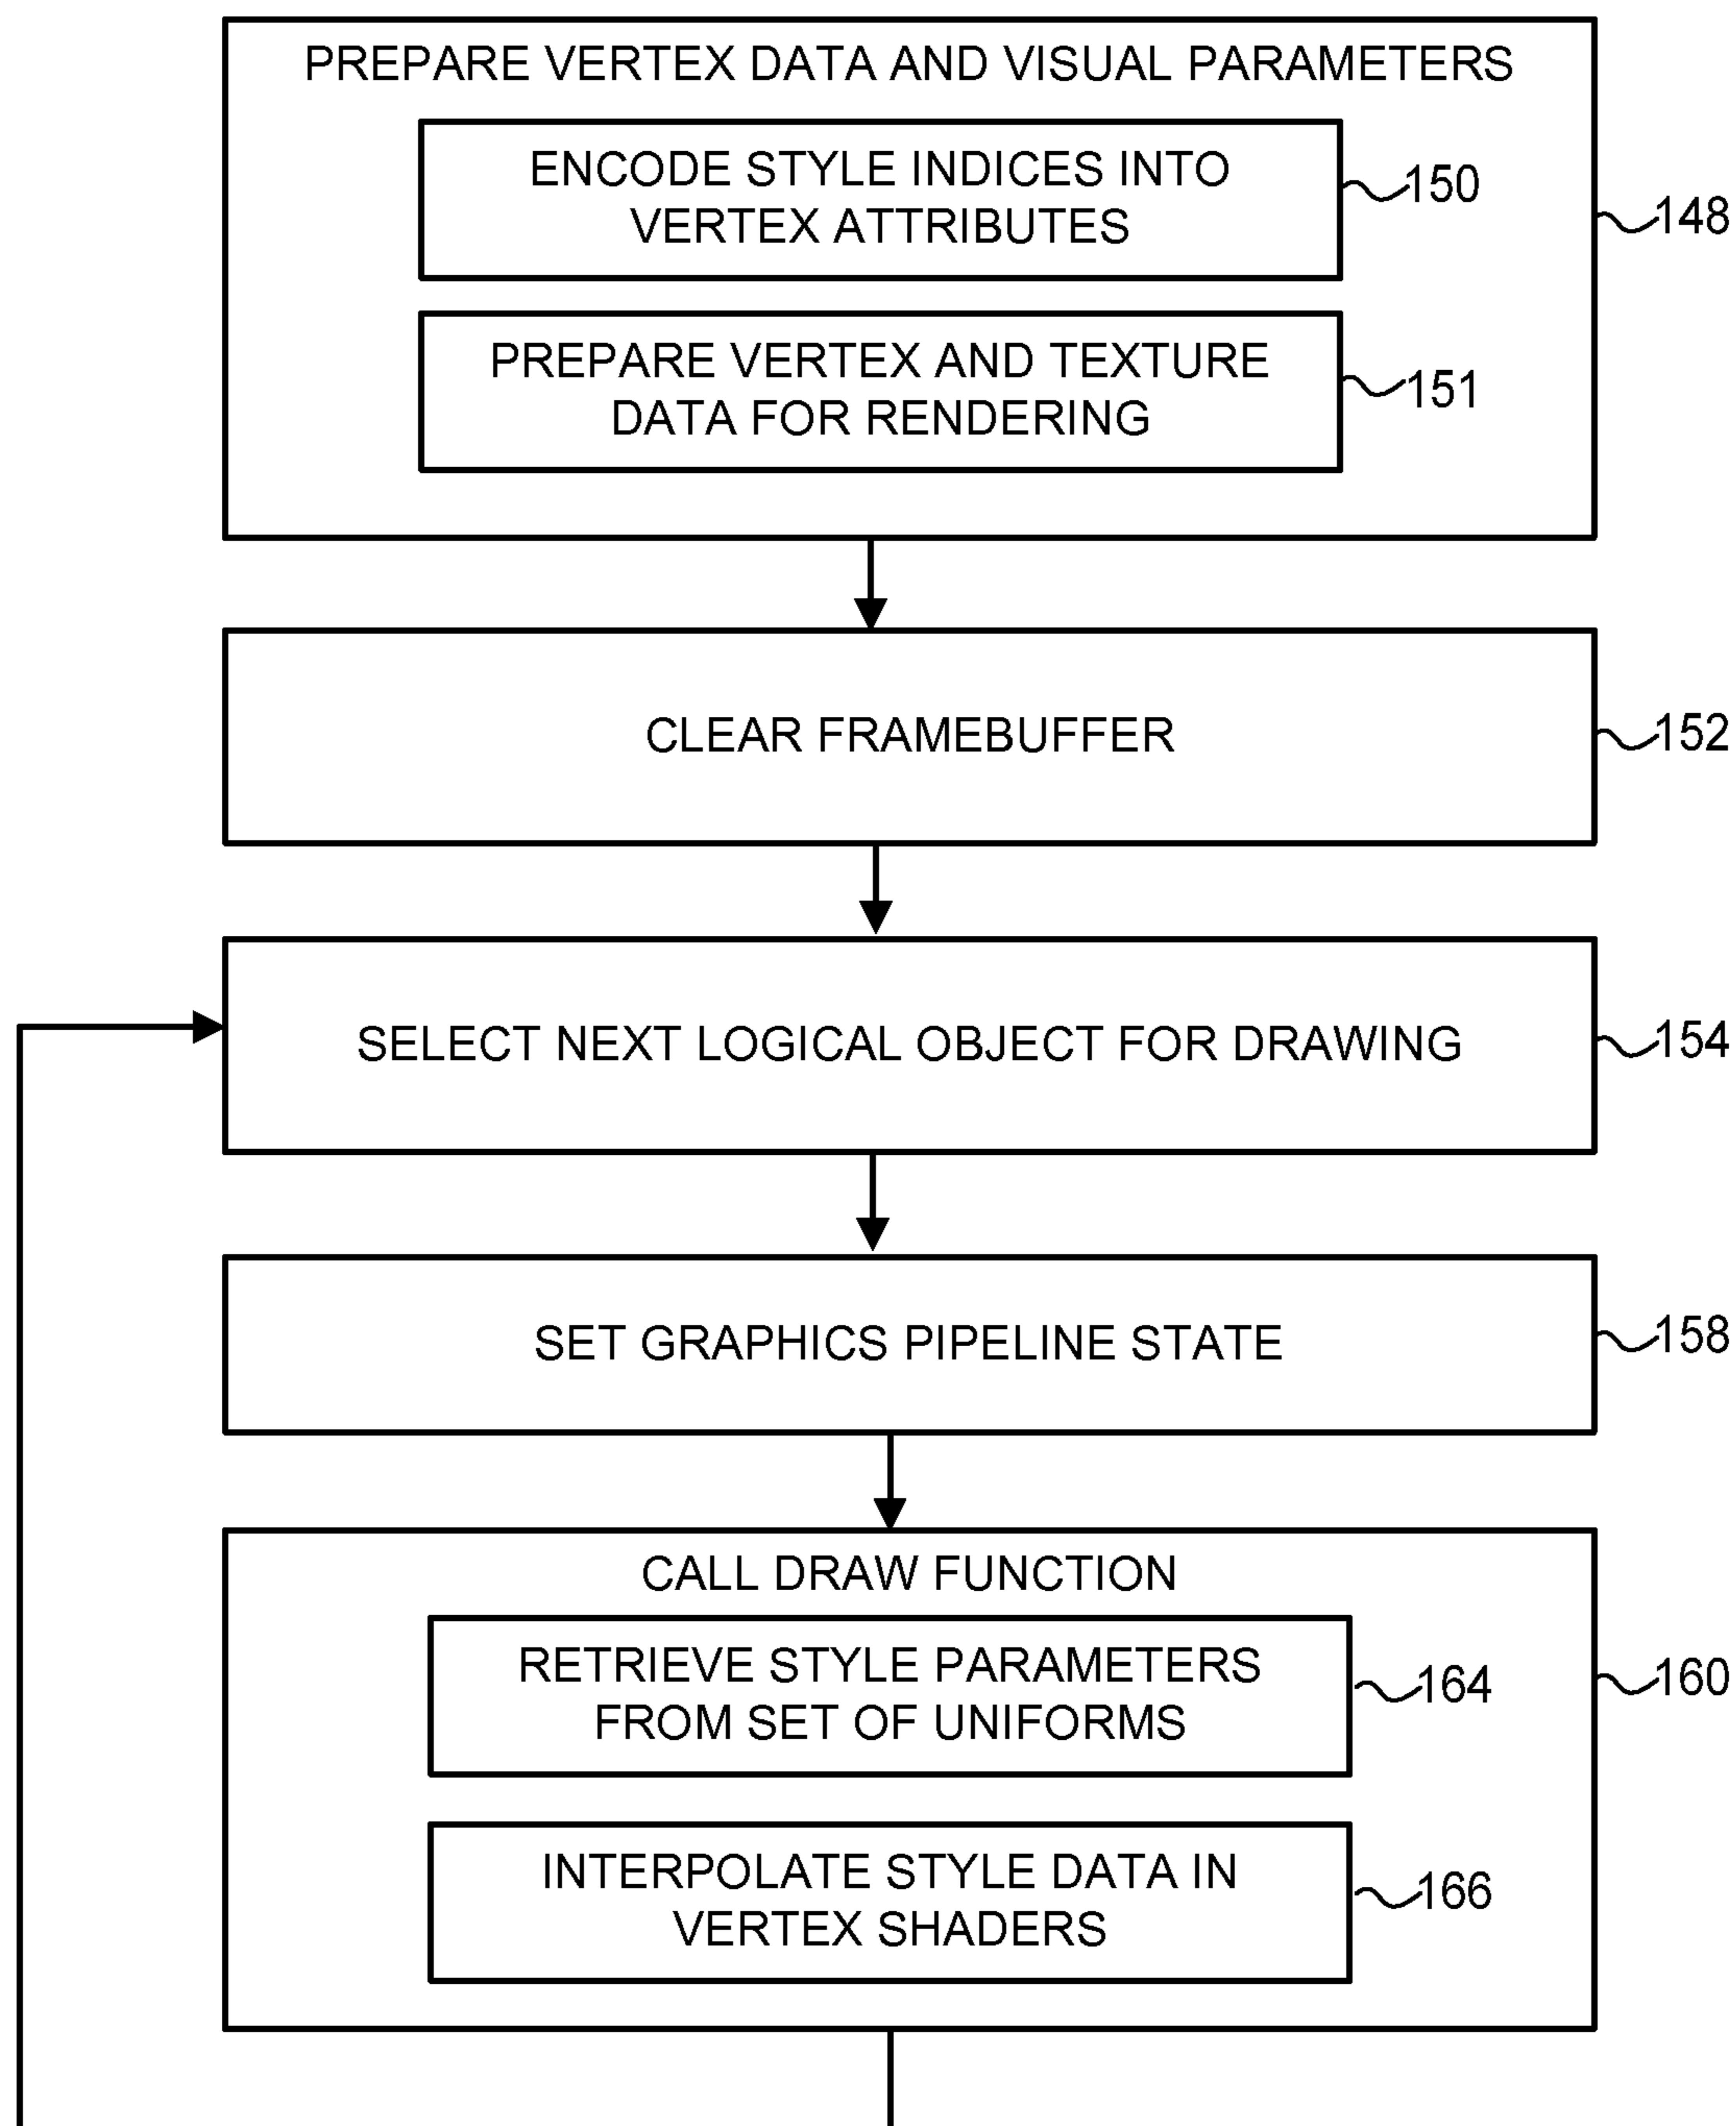 PREPARE VERTEX DATA AND VISUAL PARAMETERS
ENCODE STYLE INDICES INTO
VERTEX ATTRIBUTES
150
148
PREPARE VERTEX AND TEXTURE
DATA FOR RENDERING
151
CLEAR FRAMEBUFFER
152
SELECT NEXT LOGICAL OBJECT FOR DRAWING
154
SET GRAPHICS PIPELINE STATE
158
CALL DRAW FUNCTION
RETRIEVE STYLE PARAMETERS
FROM SET OF UNIFORMS
164
160
INTERPOLATE STYLE DATA IN
VERTEX SHADERS
166